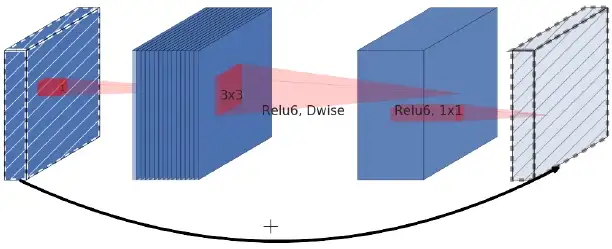 3x3
Relu6, Dwise
Relu6, 1x1
+